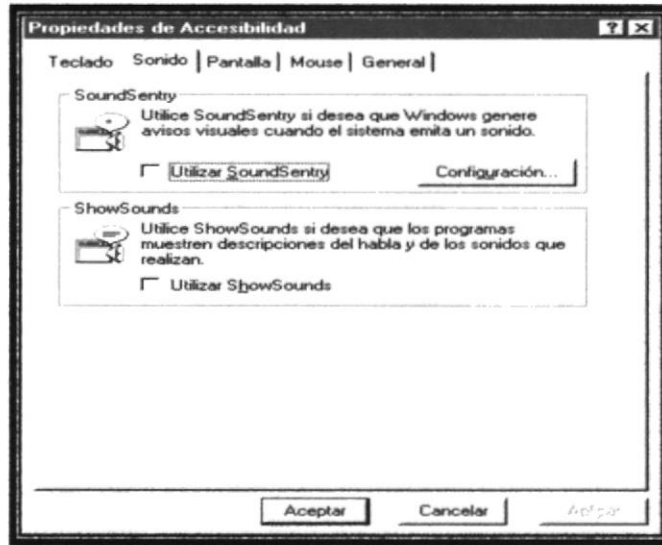 Propiedades de Accesibilidad
Teclado Sonido Pantalla Mouse General
SoundSentry
Utilice SoundSentry si desea que Windows genere
avisos visuales cuando el sistema emita un sonido.
Utilizar SoundSentry Configuración...
ShowSounds
Utilice ShowSounds si desea que los programas
muestren descripciones del habla y de los sonidos que
realizan.
Utilizar ShowSounds
Aceptar Cancelar Aplicar